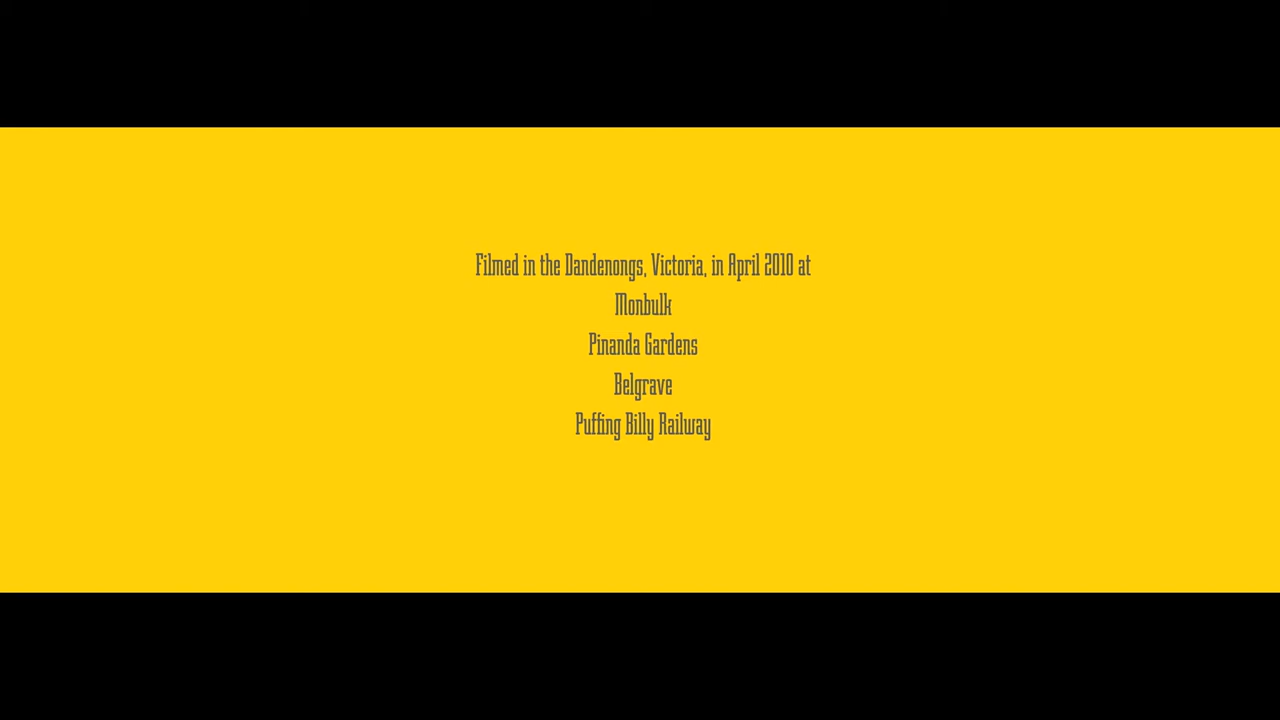 Filmed in the Dandenongs, Victoria, in April 2010 at
Monbulk
Pinanda Gardens
Belgrave
Puffing Billy Railway